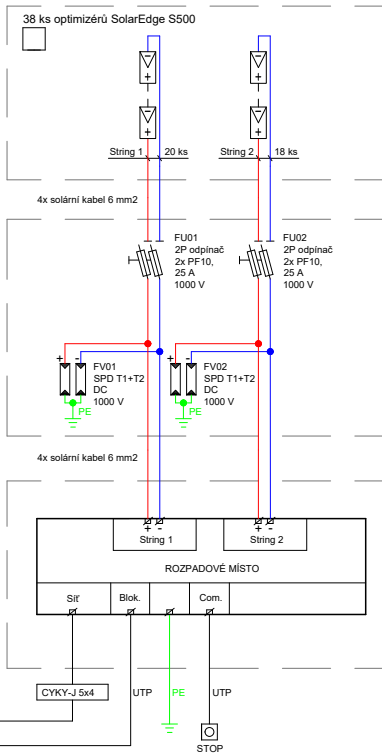 38 ks optimizérů SolarEdge S500
+ +
+ +
String 1 20 ks String 2 18 ks
4x solární kabel 6 mm2
FU01
2P odpínač
2x PF10,
25 A
1000 V
FU02
2P odpínač
2x PF10,
25 A
1000 V
+ -
FV01
SPD T1+T2
DC
1000 V
PE
+ -
FV02
SPD T1+T2
DC
1000 V
PE
4x solární kabel 6 mm2
+ -
String 1
+ -
String 2
ROZPADOVÉ MÍSTO
Síť Blok. Com.
CYKY-J 5x4 UTP PE UTP
STOP